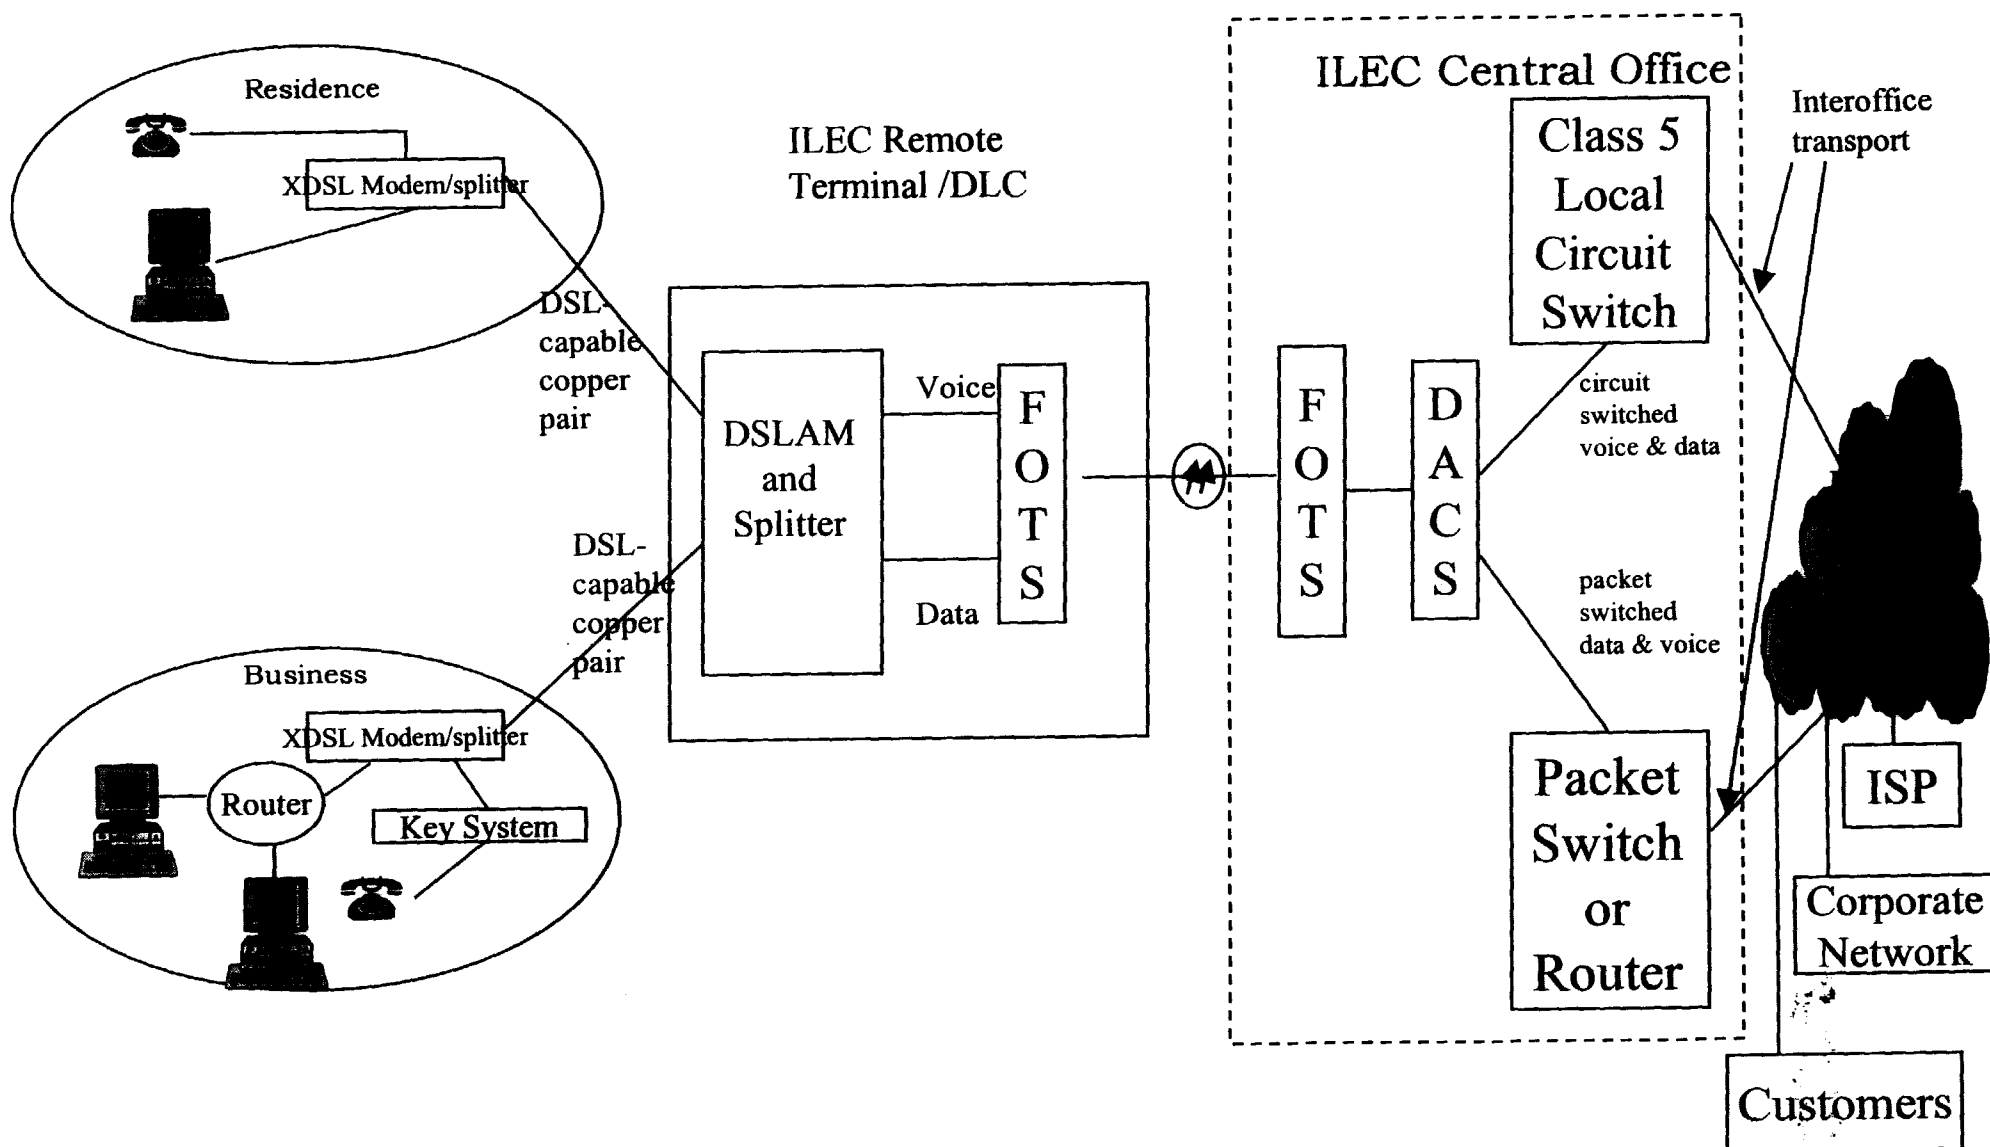 Residence
XDSL Modem/splitter
DSL-
capable
copper
pair
ILEC Remote
Terminal /DLC
DSLAM
and
Splitter
Voice
Data
F
O
T
S
DSL-
capable
copper
pair
Business
XDSL Modem/splitter
Router
Key System
ILEC Central Office
F
O
T
S
D
A
C
S
Class 5
Local
Circuit
Switch
circuit
switched
voice & data
packet
switched
data & voice
Packet
Switch
or
Router
Interoffice
transport
ISP
Corporate
Network
Customers